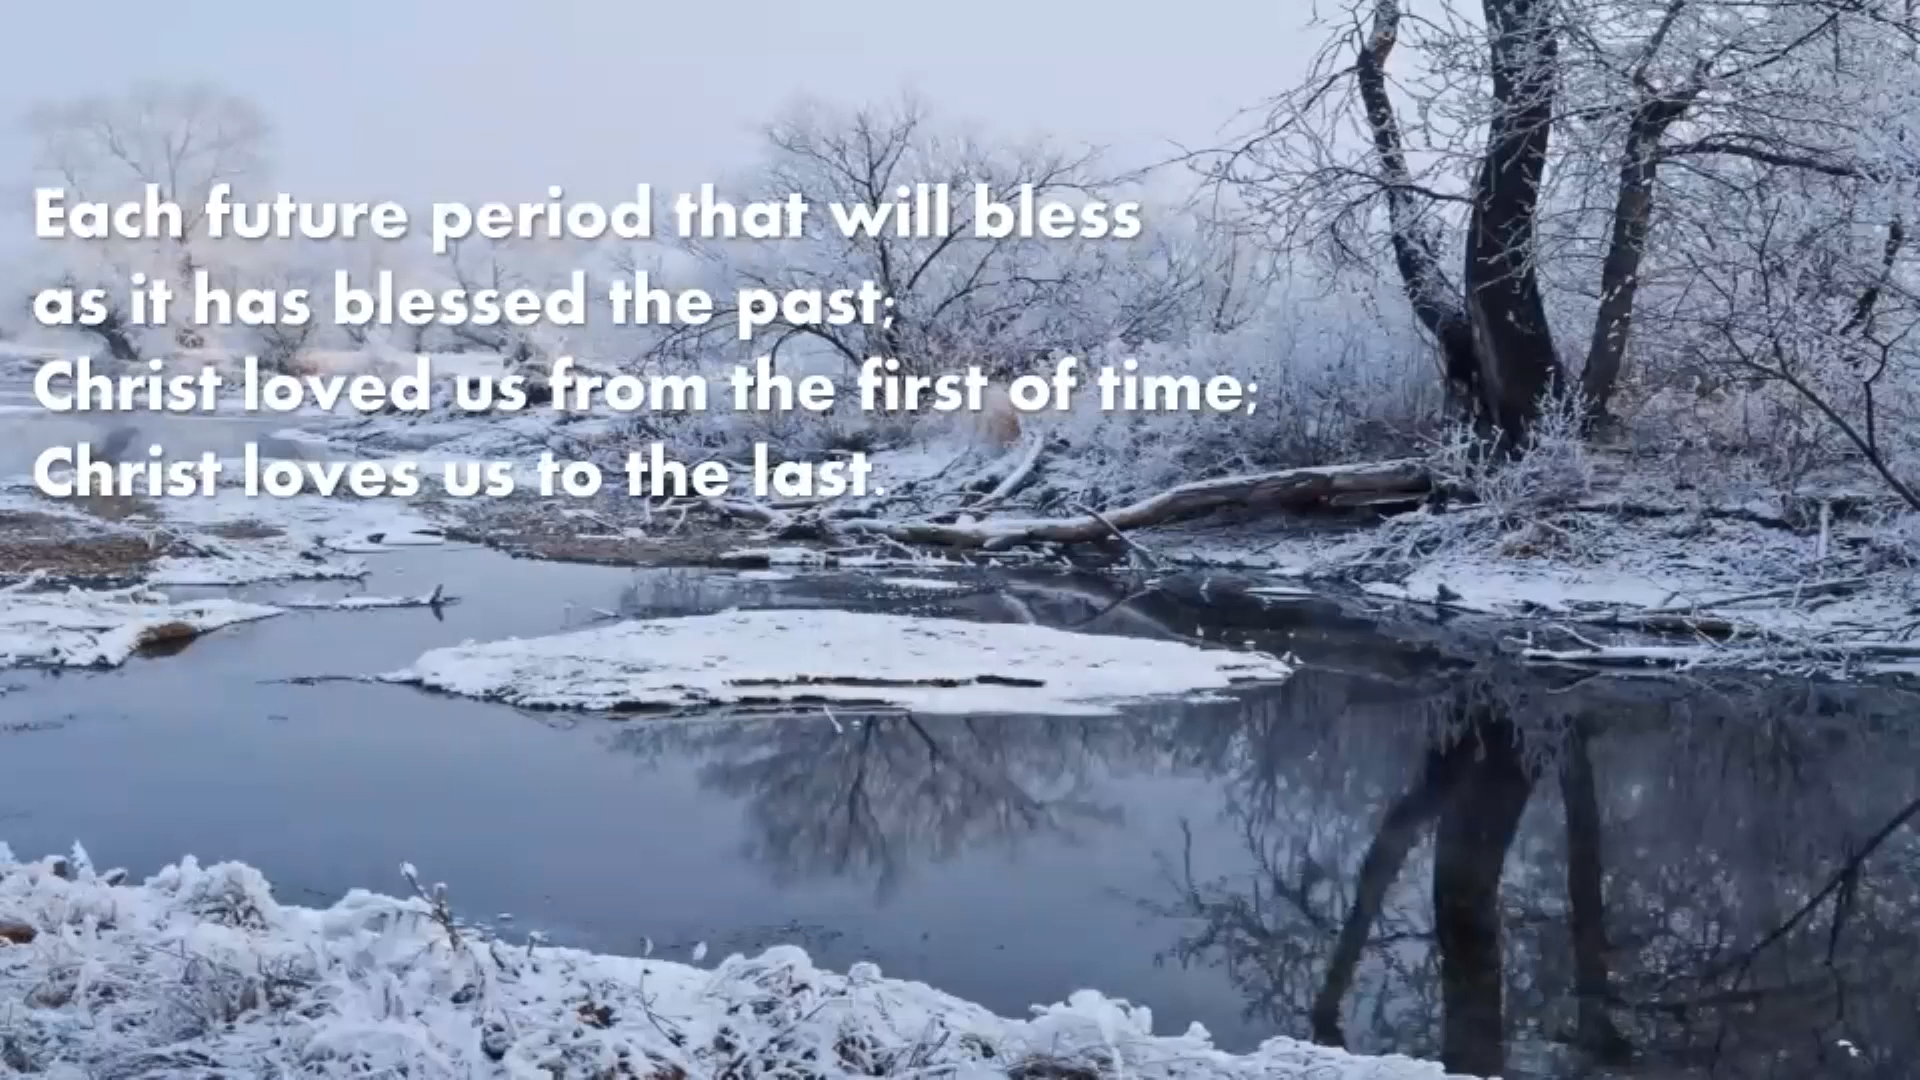 Each future period that will bless
as it has blessed the past;
Christ loved us from the first of time;
Christ loves us to the last.